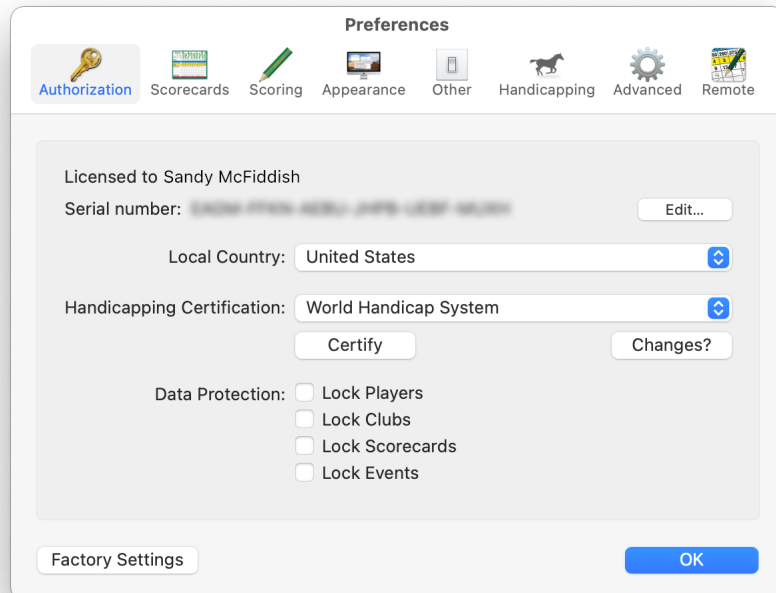 Preferences
Authorization Scorecards Scoring Appearance Other Handicapping Advanced Remote
Licensed to Sandy McFiddish
Serial number:
Edit...
Local Country: United States
Handicapping Certification: World Handicap System
Certify Changes?
Data Protection: Lock Players
Lock Clubs
Lock Scorecards
Lock Events
Factory Settings OK